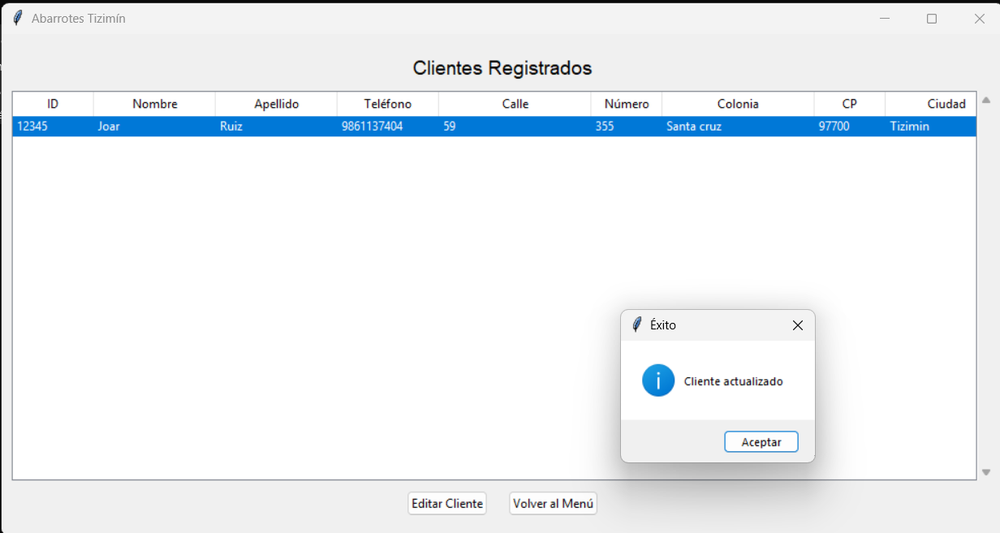 Abarrotes Tizimín
Clientes Registrados
ID Nombre Apellido Teléfono Calle Número Colonia CP Ciudad
12345 Joar Ruiz 9861137404 59 355 Santa cruz 97700 Tizimin
Éxito
Cliente actualizado
Aceptar
Editar Cliente Volver al Menú